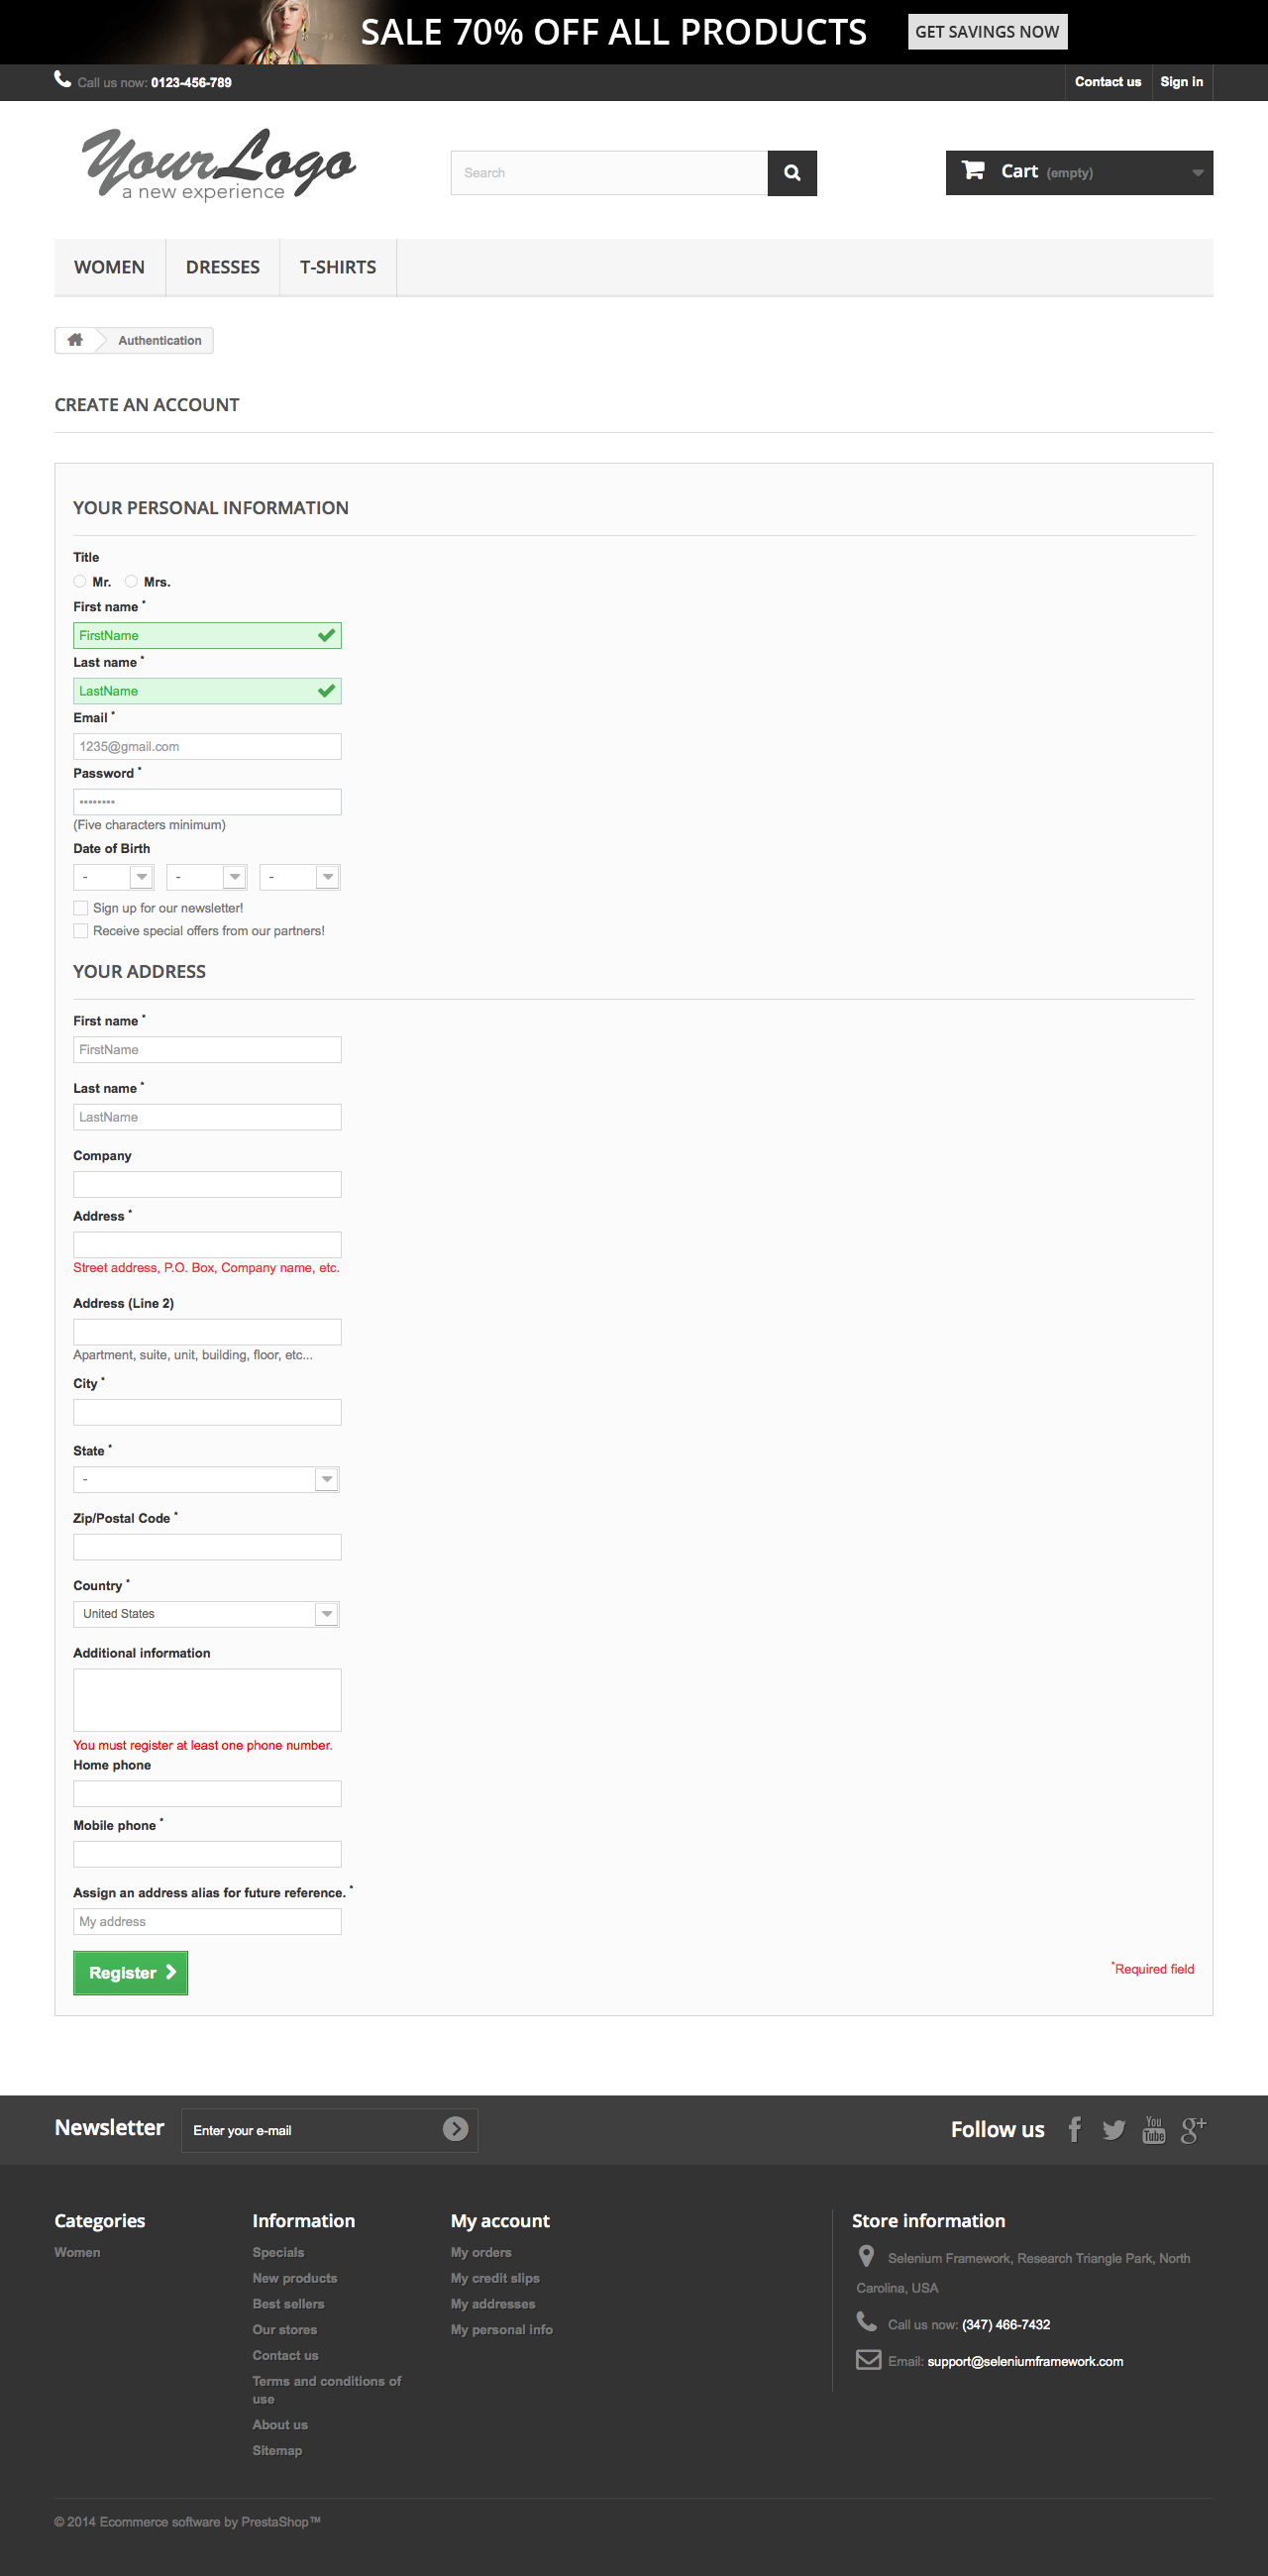 SALE 70% OFF ALL PRODUCTS GET SAVINGS NOW
Call us now: 0123-456-789 Contact us Sign in
YourLogo
a new experience
Search Cart (empty)
WOMEN DRESSES T-SHIRTS
Authentication
CREATE AN ACCOUNT
YOUR PERSONAL INFORMATION
Title
Mr. Mrs.
First name *
FirstName
Last name *
LastName
Email *
1235@gmail.com
Password *
••••••••
(Five characters minimum)
Date of Birth
- - -
Sign up for our newsletter!
Receive special offers from our partners!
YOUR ADDRESS
First name *
FirstName
Last name *
LastName
Company
Address *
Street address, P.O. Box, Company name, etc.
Address (Line 2)
Apartment, suite, unit, building, floor, etc...
City *
State *
-
Zip/Postal Code *
Country *
United States
Additional information
You must register at least one phone number.
Home phone
Mobile phone *
Assign an address alias for future reference. *
My address
Register *Required field
Newsletter Enter your e-mail Follow us f You Tube g+
Categories
Women
Information
Specials
New products
Best sellers
Our stores
Contact us
Terms and conditions of
use
About us
Sitemap
My account
My orders
My credit slips
My addresses
My personal info
Store information
Selenium Framework, Research Triangle Park, North
Carolina, USA
Call us now: (347) 466-7432
Email: support@seleniumframework.com
© 2014 Ecommerce software by PrestaShop™